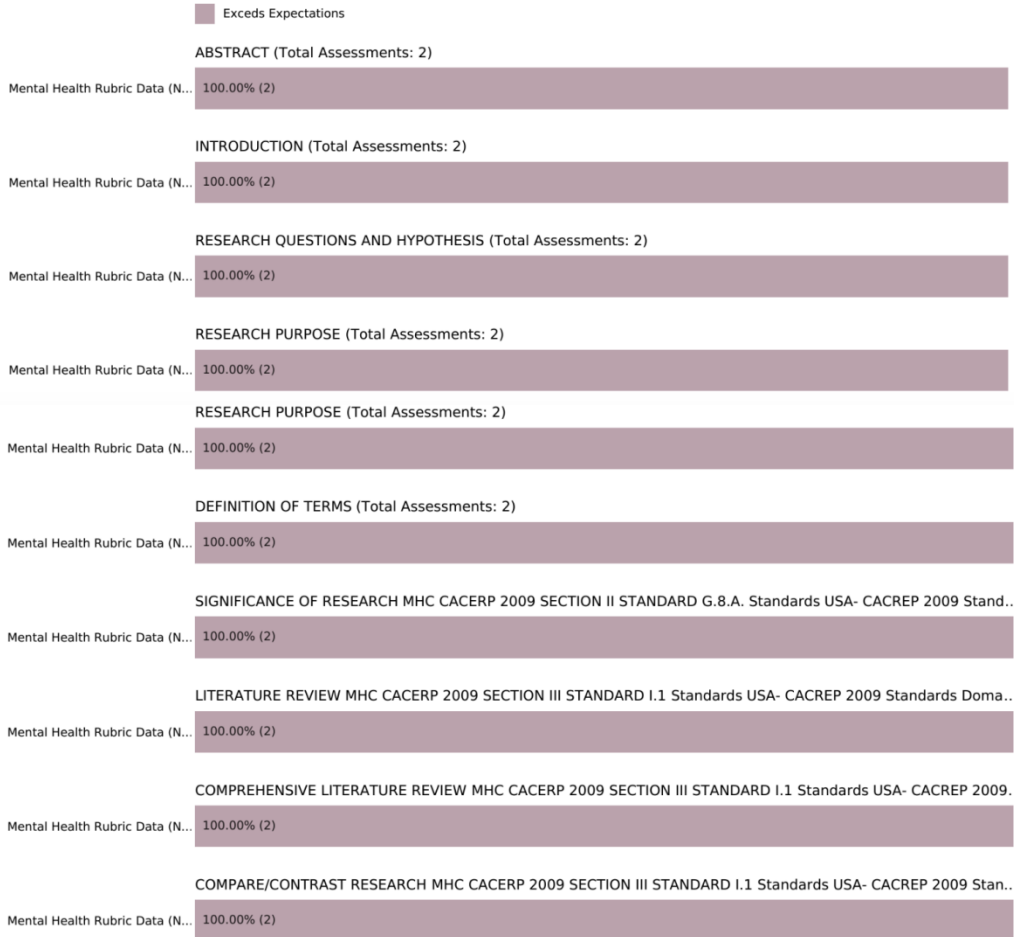 Exceds Expectations
ABSTRACT (Total Assessments: 2)
Mental Health Rubric Data (N... 100.00% (2)
INTRODUCTION (Total Assessments: 2)
Mental Health Rubric Data (N... 100.00% (2)
RESEARCH QUESTIONS AND HYPOTHESIS (Total Assessments: 2)
Mental Health Rubric Data (N... 100.00% (2)
RESEARCH PURPOSE (Total Assessments: 2)
Mental Health Rubric Data (N... 100.00% (2)
RESEARCH PURPOSE (Total Assessments: 2)
Mental Health Rubric Data (N... 100.00% (2)
DEFINITION OF TERMS (Total Assessments: 2)
Mental Health Rubric Data (N... 100.00% (2)
SIGNIFICANCE OF RESEARCH MHC CACERP 2009 SECTION II STANDARD G.8.A. Standards USA- CACREP 2009 Stand..
Mental Health Rubric Data (N... 100.00% (2)
LITERATURE REVIEW MHC CACERP 2009 SECTION III STANDARD I.1 Standards USA- CACREP 2009 Standards Doma..
Mental Health Rubric Data (N... 100.00% (2)
COMPREHENSIVE LITERATURE REVIEW MHC CACERP 2009 SECTION III STANDARD I.1 Standards USA- CACREP 2009.
Mental Health Rubric Data (N... 100.00% (2)
COMPARE/CONTRAST RESEARCH MHC CACERP 2009 SECTION III STANDARD I.1 Standards USA- CACREP 2009 Stan..
Mental Health Rubric Data (N... 100.00% (2)